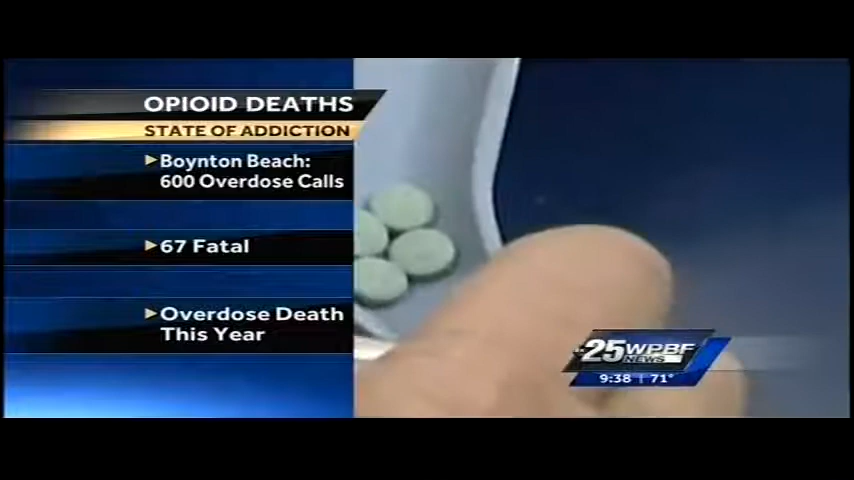 OPIOID DEATHS
STATE OF ADDICTION
Boynton Beach:
600 Overdose Calls
67 Fatal
Overdose Death
This Year
25 WPBF
NEWS
9:38 71°